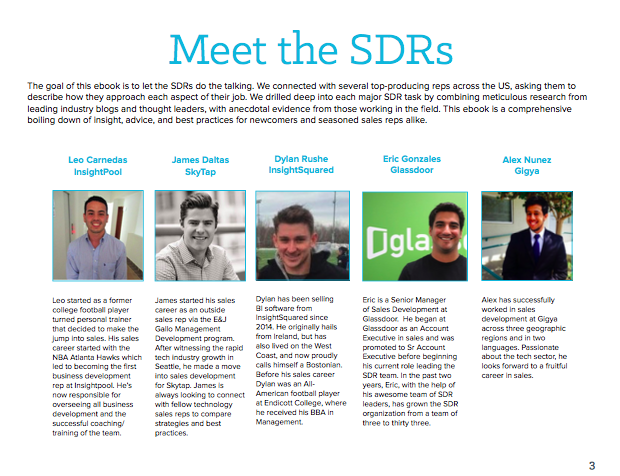 Meet the SDRs
The goal of this ebook is to let the SDRs do the talking. We connected with several top-producing reps across the US, asking them to
describe how they approach each aspect of their job. We drilled deep into each major SDR task by combining meticulous research from
leading industry blogs and thought leaders, with anecdotal evidence from those working in the field. This ebook is a comprehensive
boiling down of insight, advice, and best practices for newcomers and seasoned sales reps alike.
Leo Carnedas
InsightPool
Leo started as a former
college football player
turned personal trainer
that decided to make the
jump into sales. His sales
career started with the
NBA Atlanta Hawks which
led to becoming the first
business development
rep at Insightpool. He's
now responsible for
overseeing all business
development and the
successful coaching/
training of the team.
James Daltas
SkyTap
James started his sales
career as an outside
sales rep via the E&J
Gallo Management
Development program.
After witnessing the rapid
tech industry growth in
Seattle, he made a move
into sales development
for Skytap. James is
always looking to connect
with fellow technology
sales reps to compare
strategies and best
practices.
Dylan Rushe
InsightSquared
Dylan has been selling
BI software from
InsightSquared since
2014. He originally hails
from Ireland, but has
also lived on the West
Coast, and now proudly
calls himself a Bostonian.
Before his sales career
Dylan was an All-
American football player
at Endicott College, where
he received his BBA in
Management.
Eric Gonzales
Glassdoor
gla
Eric is a Senior Manager
of Sales Development at
Glassdoor. He began at
Glassdoor as an Account
Executive in sales and was
promoted to Sr Account
Executive before beginning
his current role leading the
SDR team. In the past two
years, Eric, with the help of
his awesome team of SDR
leaders, has grown the SDR
organization from a team of
three to thirty three.
Alex Nunez
Gigya
Alex has successfully
worked in sales
development at Gigya
across three geographic
regions and in two
languages. Passionate
about the tech sector, he
looks forward to a fruitful
career in sales.
3